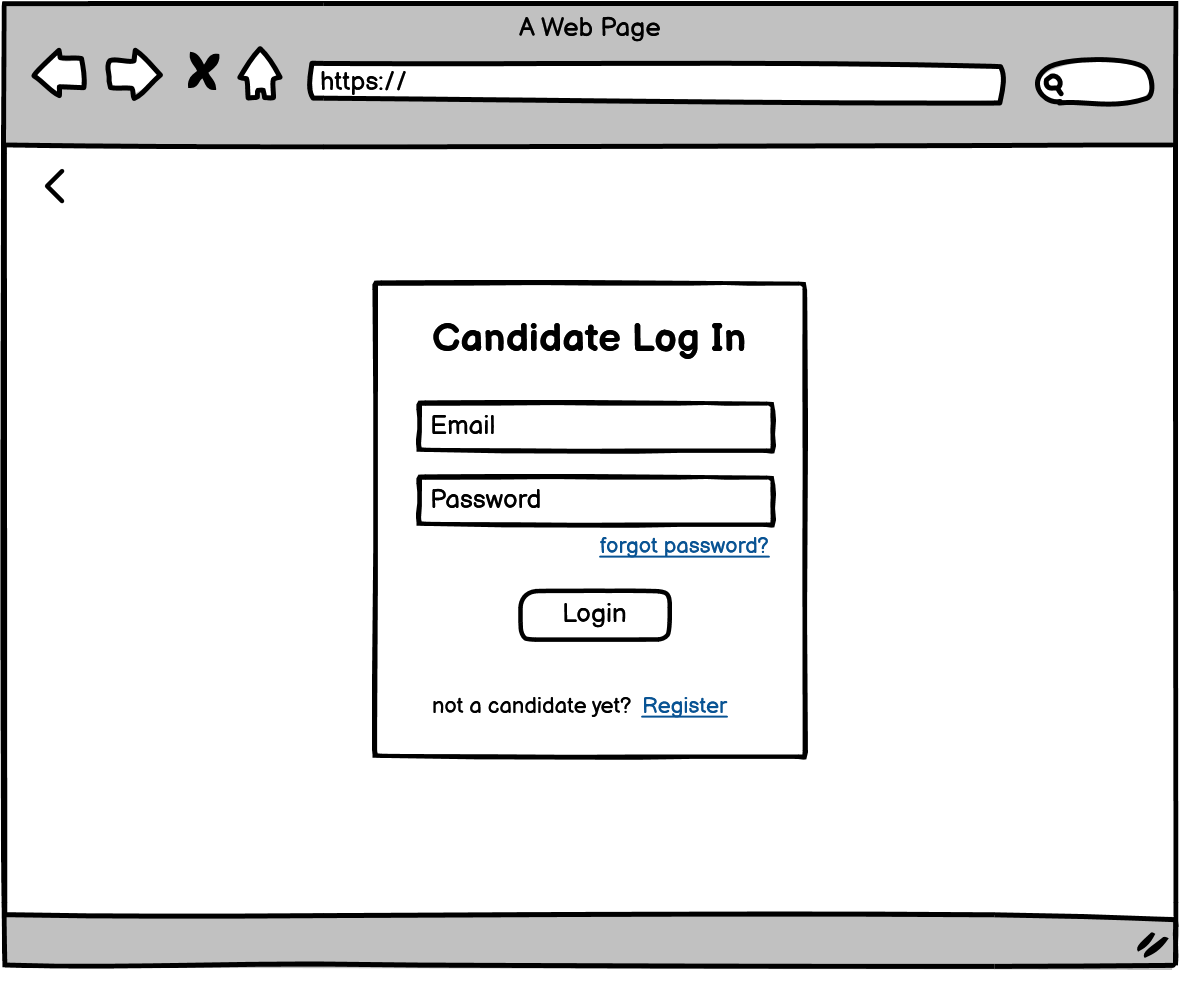 A Web Page
https://
Candidate Log In
Email
Password
forgot password?
Login
not a candidate yet? Register